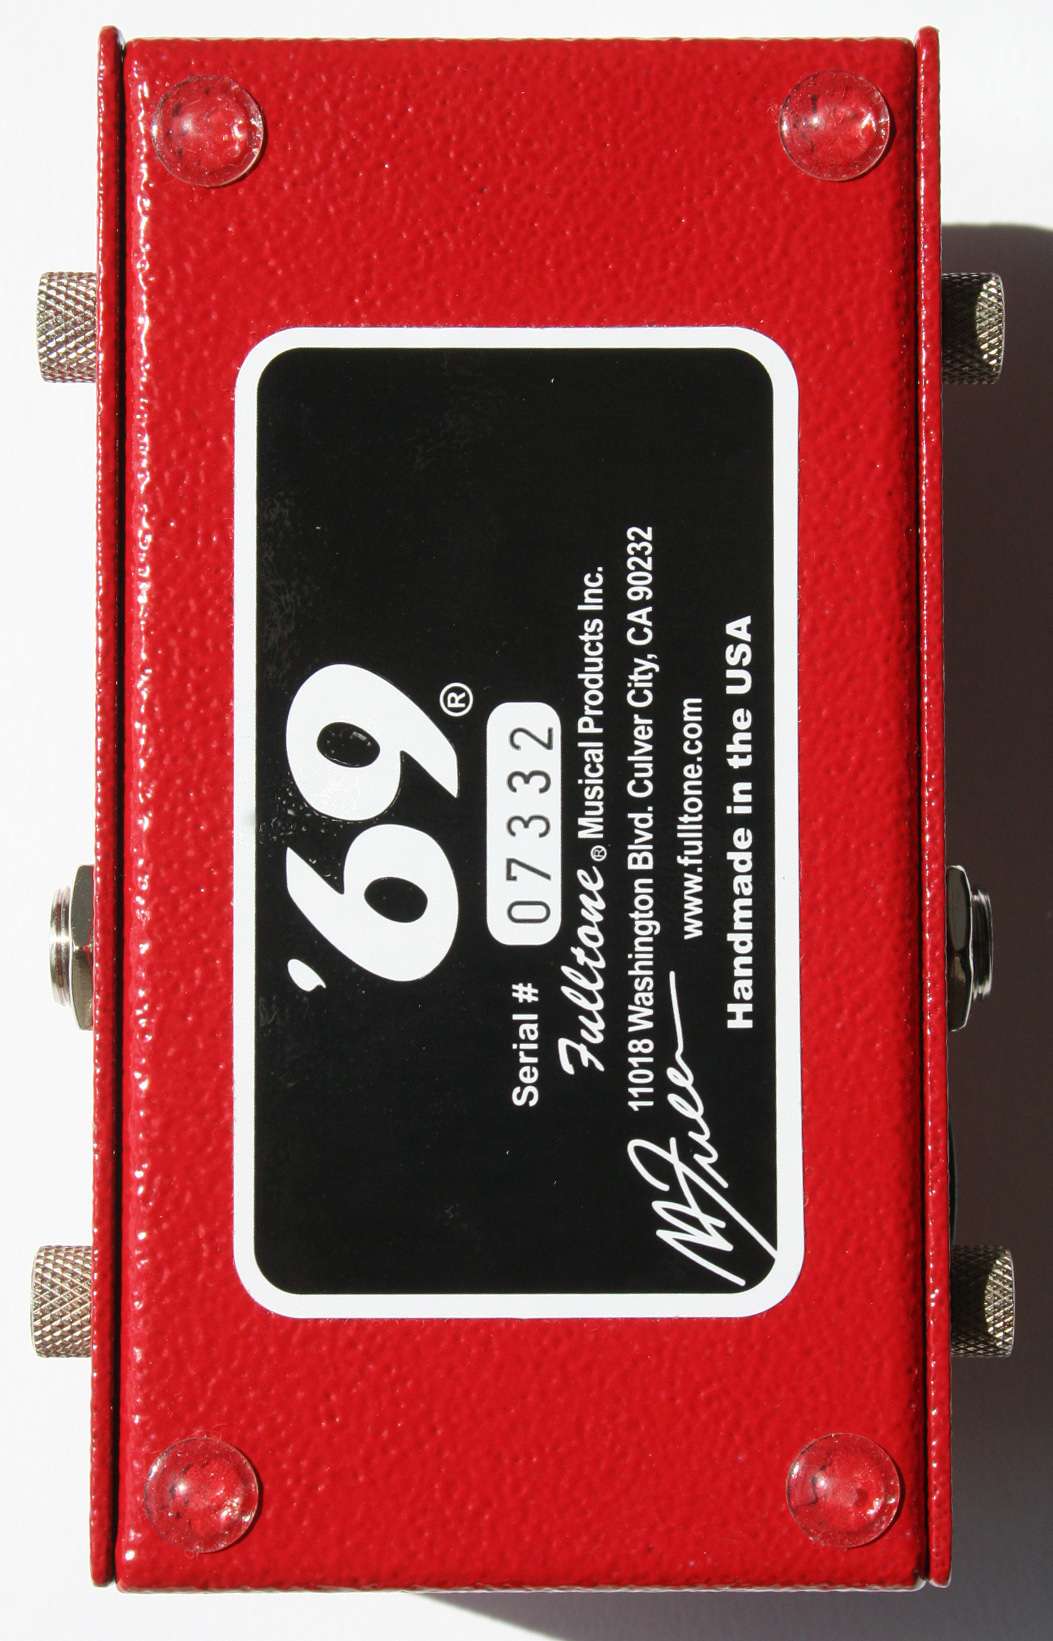 '69®
Serial # 07332
Fulltone® Musical Products Inc.
11018 Washington Blvd. Culver City, CA 90232
www.fulltone.com
M Fuller
Handmade in the USA